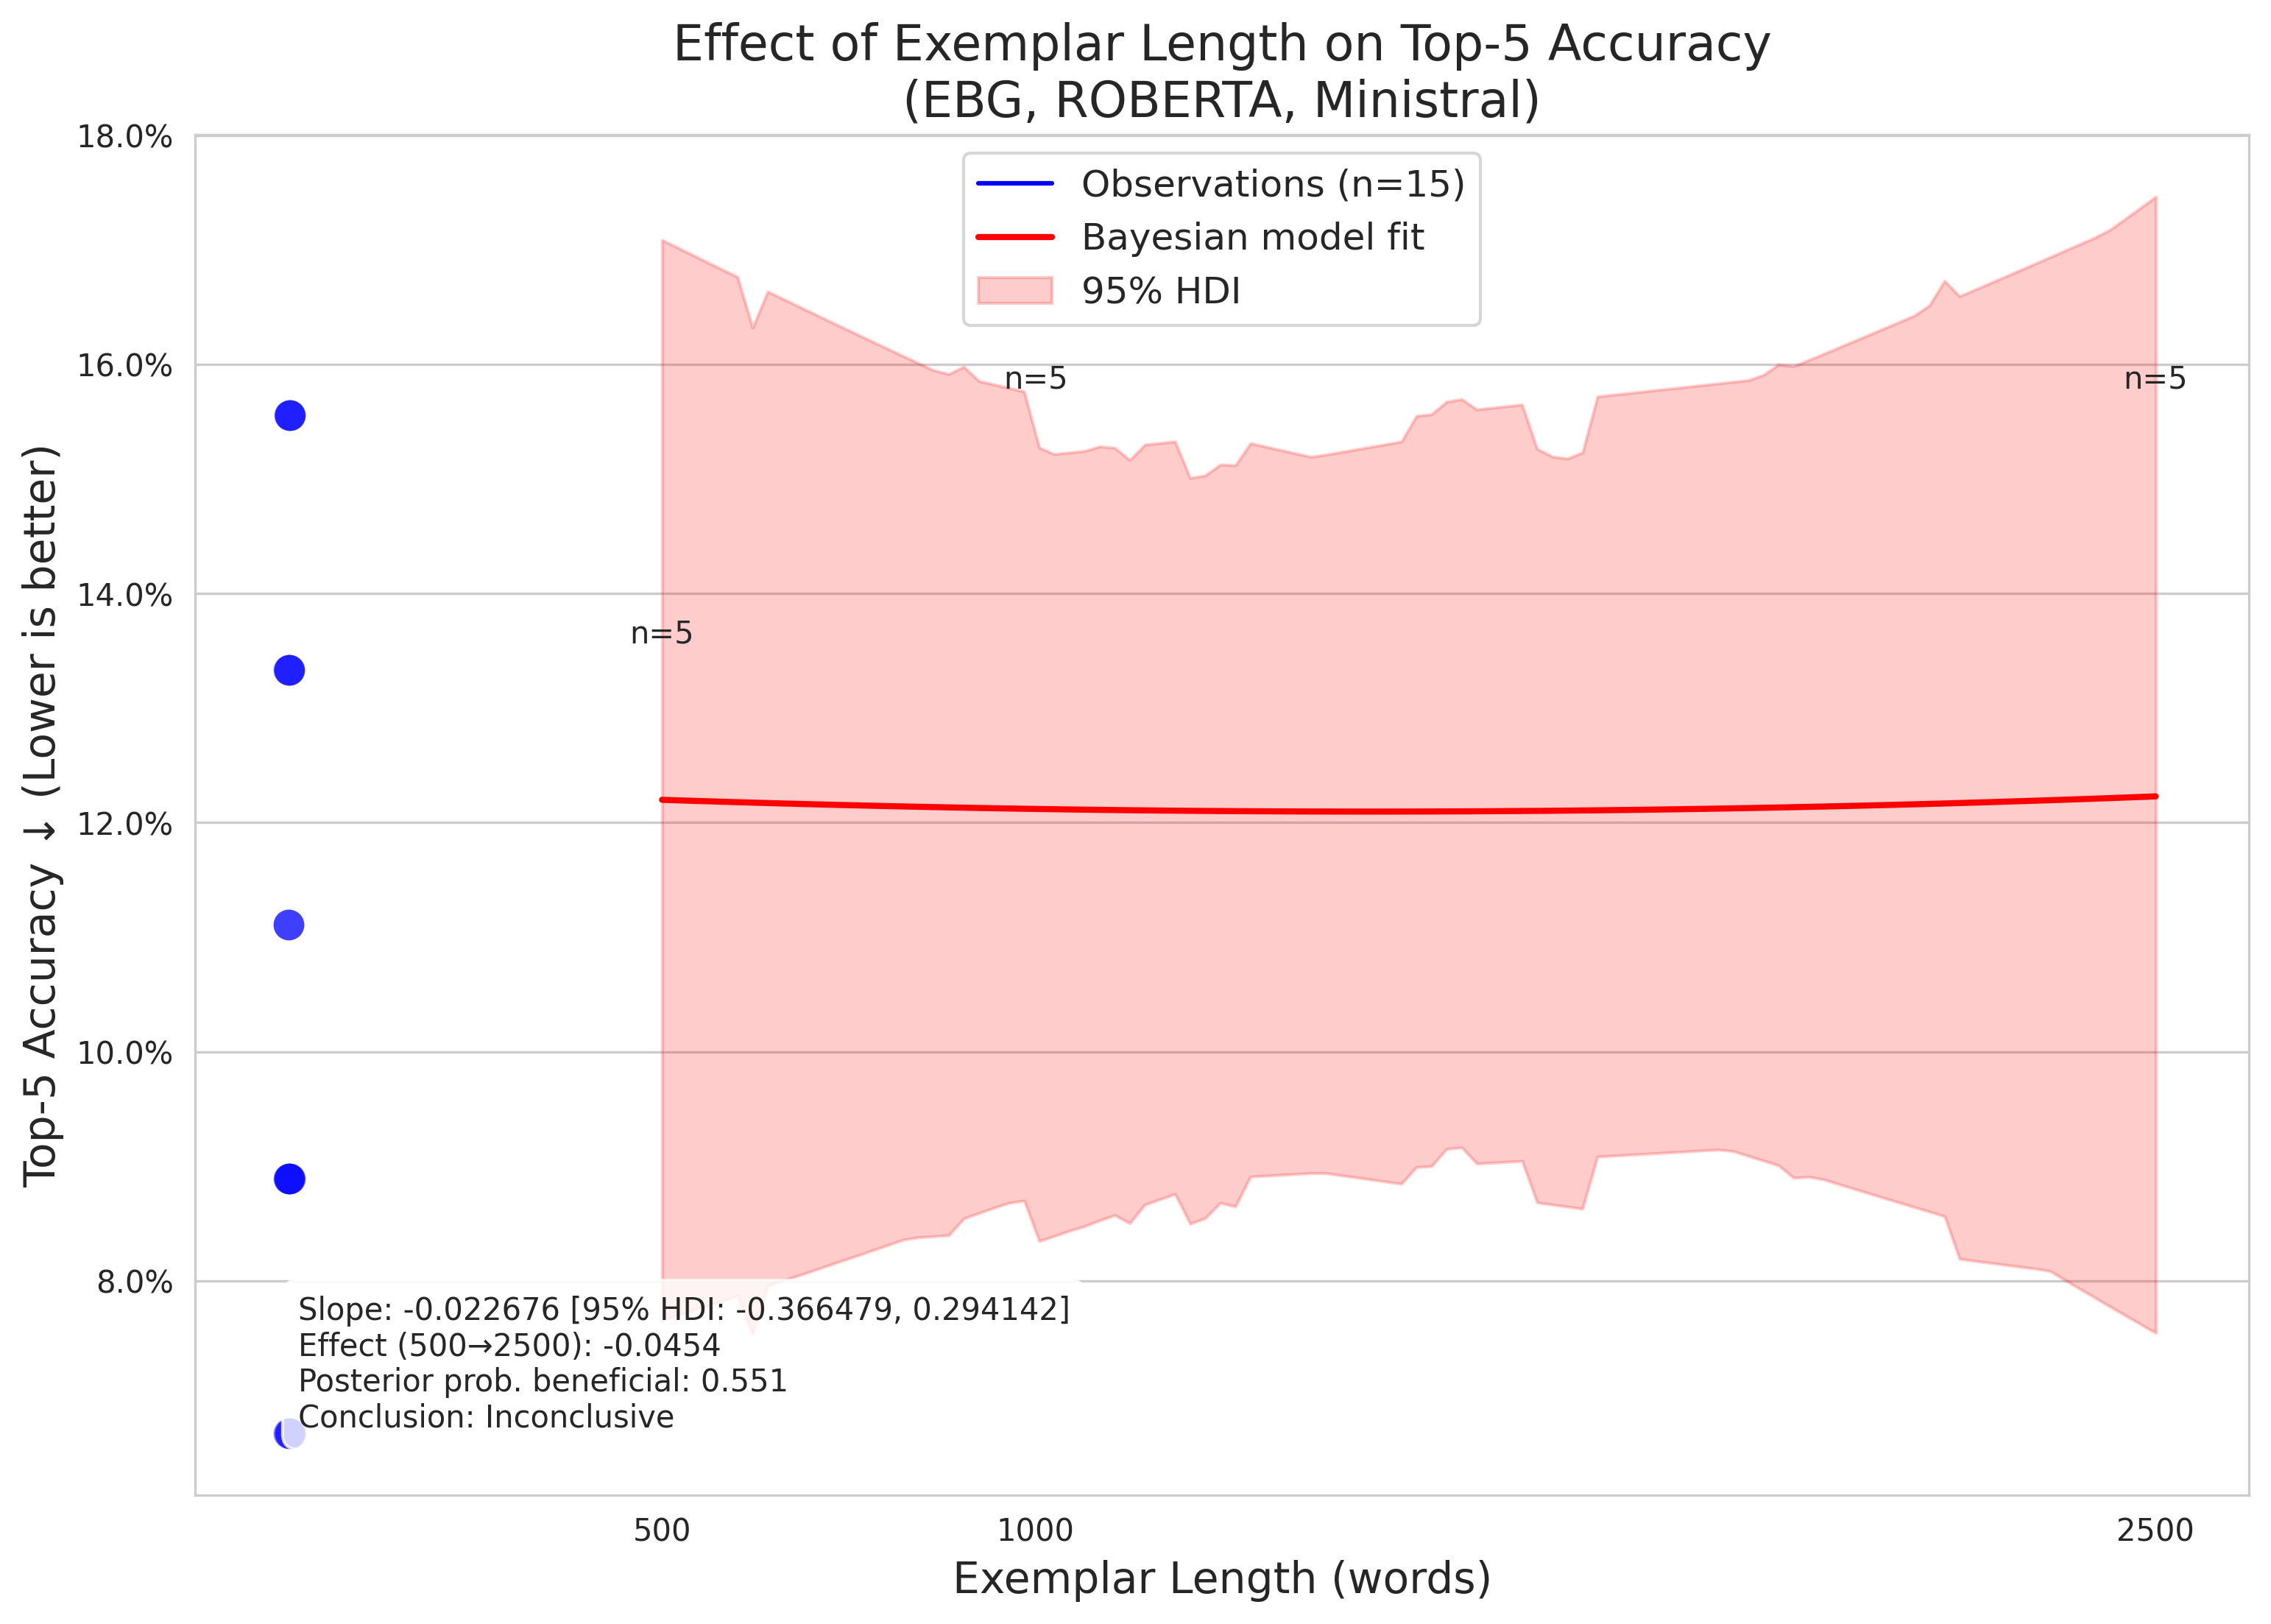 Effect of Exemplar Length on Top-5 Accuracy
(EBG, ROBERTA, Ministral)
Observations (n=15)
Bayesian model fit
95% HDI
Top-5 Accuracy ↓ (Lower is better)
18.0%
16.0%
14.0%
12.0%
10.0%
8.0%
n=5
n=5
n=5
Slope: -0.022676 [95% HDI: -0.366479, 0.294142]
Effect (500→2500): -0.0454
Posterior prob. beneficial: 0.551
Conclusion: Inconclusive
500
1000
2500
Exemplar Length (words)